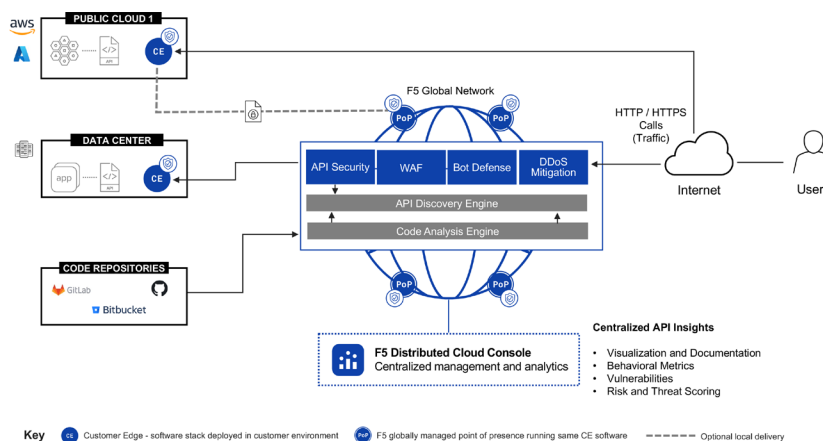 PUBLIC CLOUD 1
aws
</>
API
CE
F5 Global Network
PoP
PoP
HTTP / HTTPS
Calls
(Traffic)
DATA CENTER
app
</>
API
CE
API Security
WAF
Bot Defense
DDoS
Mitigation
API Discovery Engine
Code Analysis Engine
Internet
User
CODE REPOSITORIES
GitLab
Bitbucket
PoP
PoP
F5 Distributed Cloud Console
Centralized management and analytics
Centralized API Insights
• Visualization and Documentation
• Behavioral Metrics
• Vulnerabilities
• Risk and Threat Scoring
Key
CE
Customer Edge - software stack deployed in customer environment
PoP
F5 globally managed point of presence running same CE software
Optional local delivery